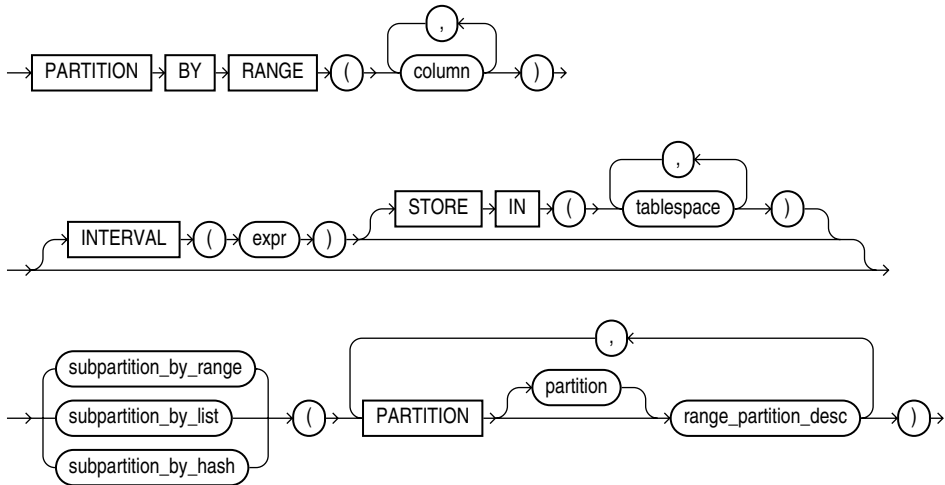 ,
PARTITION BY RANGE ( column )
,
STORE IN ( tablespace )
INTERVAL ( expr )
,
subpartition_by_range
partition
subpartition_by_list ( PARTITION range_partition_desc )
subpartition_by_hash